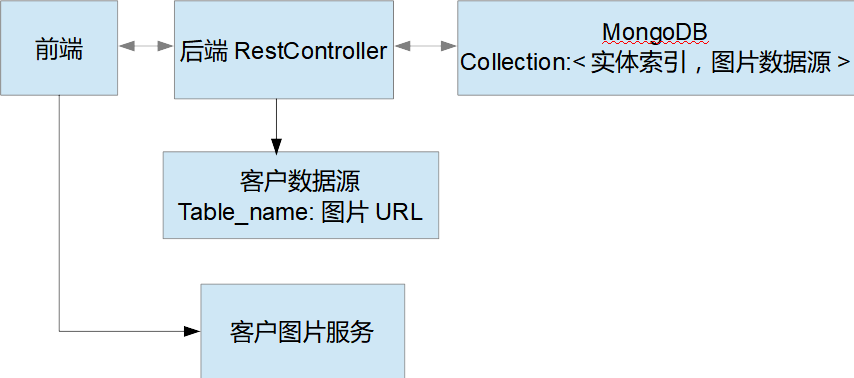 前端
后端 RestController
MongoDB
Collection:< 实体索引，图片数据源 >
客户数据源
Table_name: 图片 URL
客户图片服务